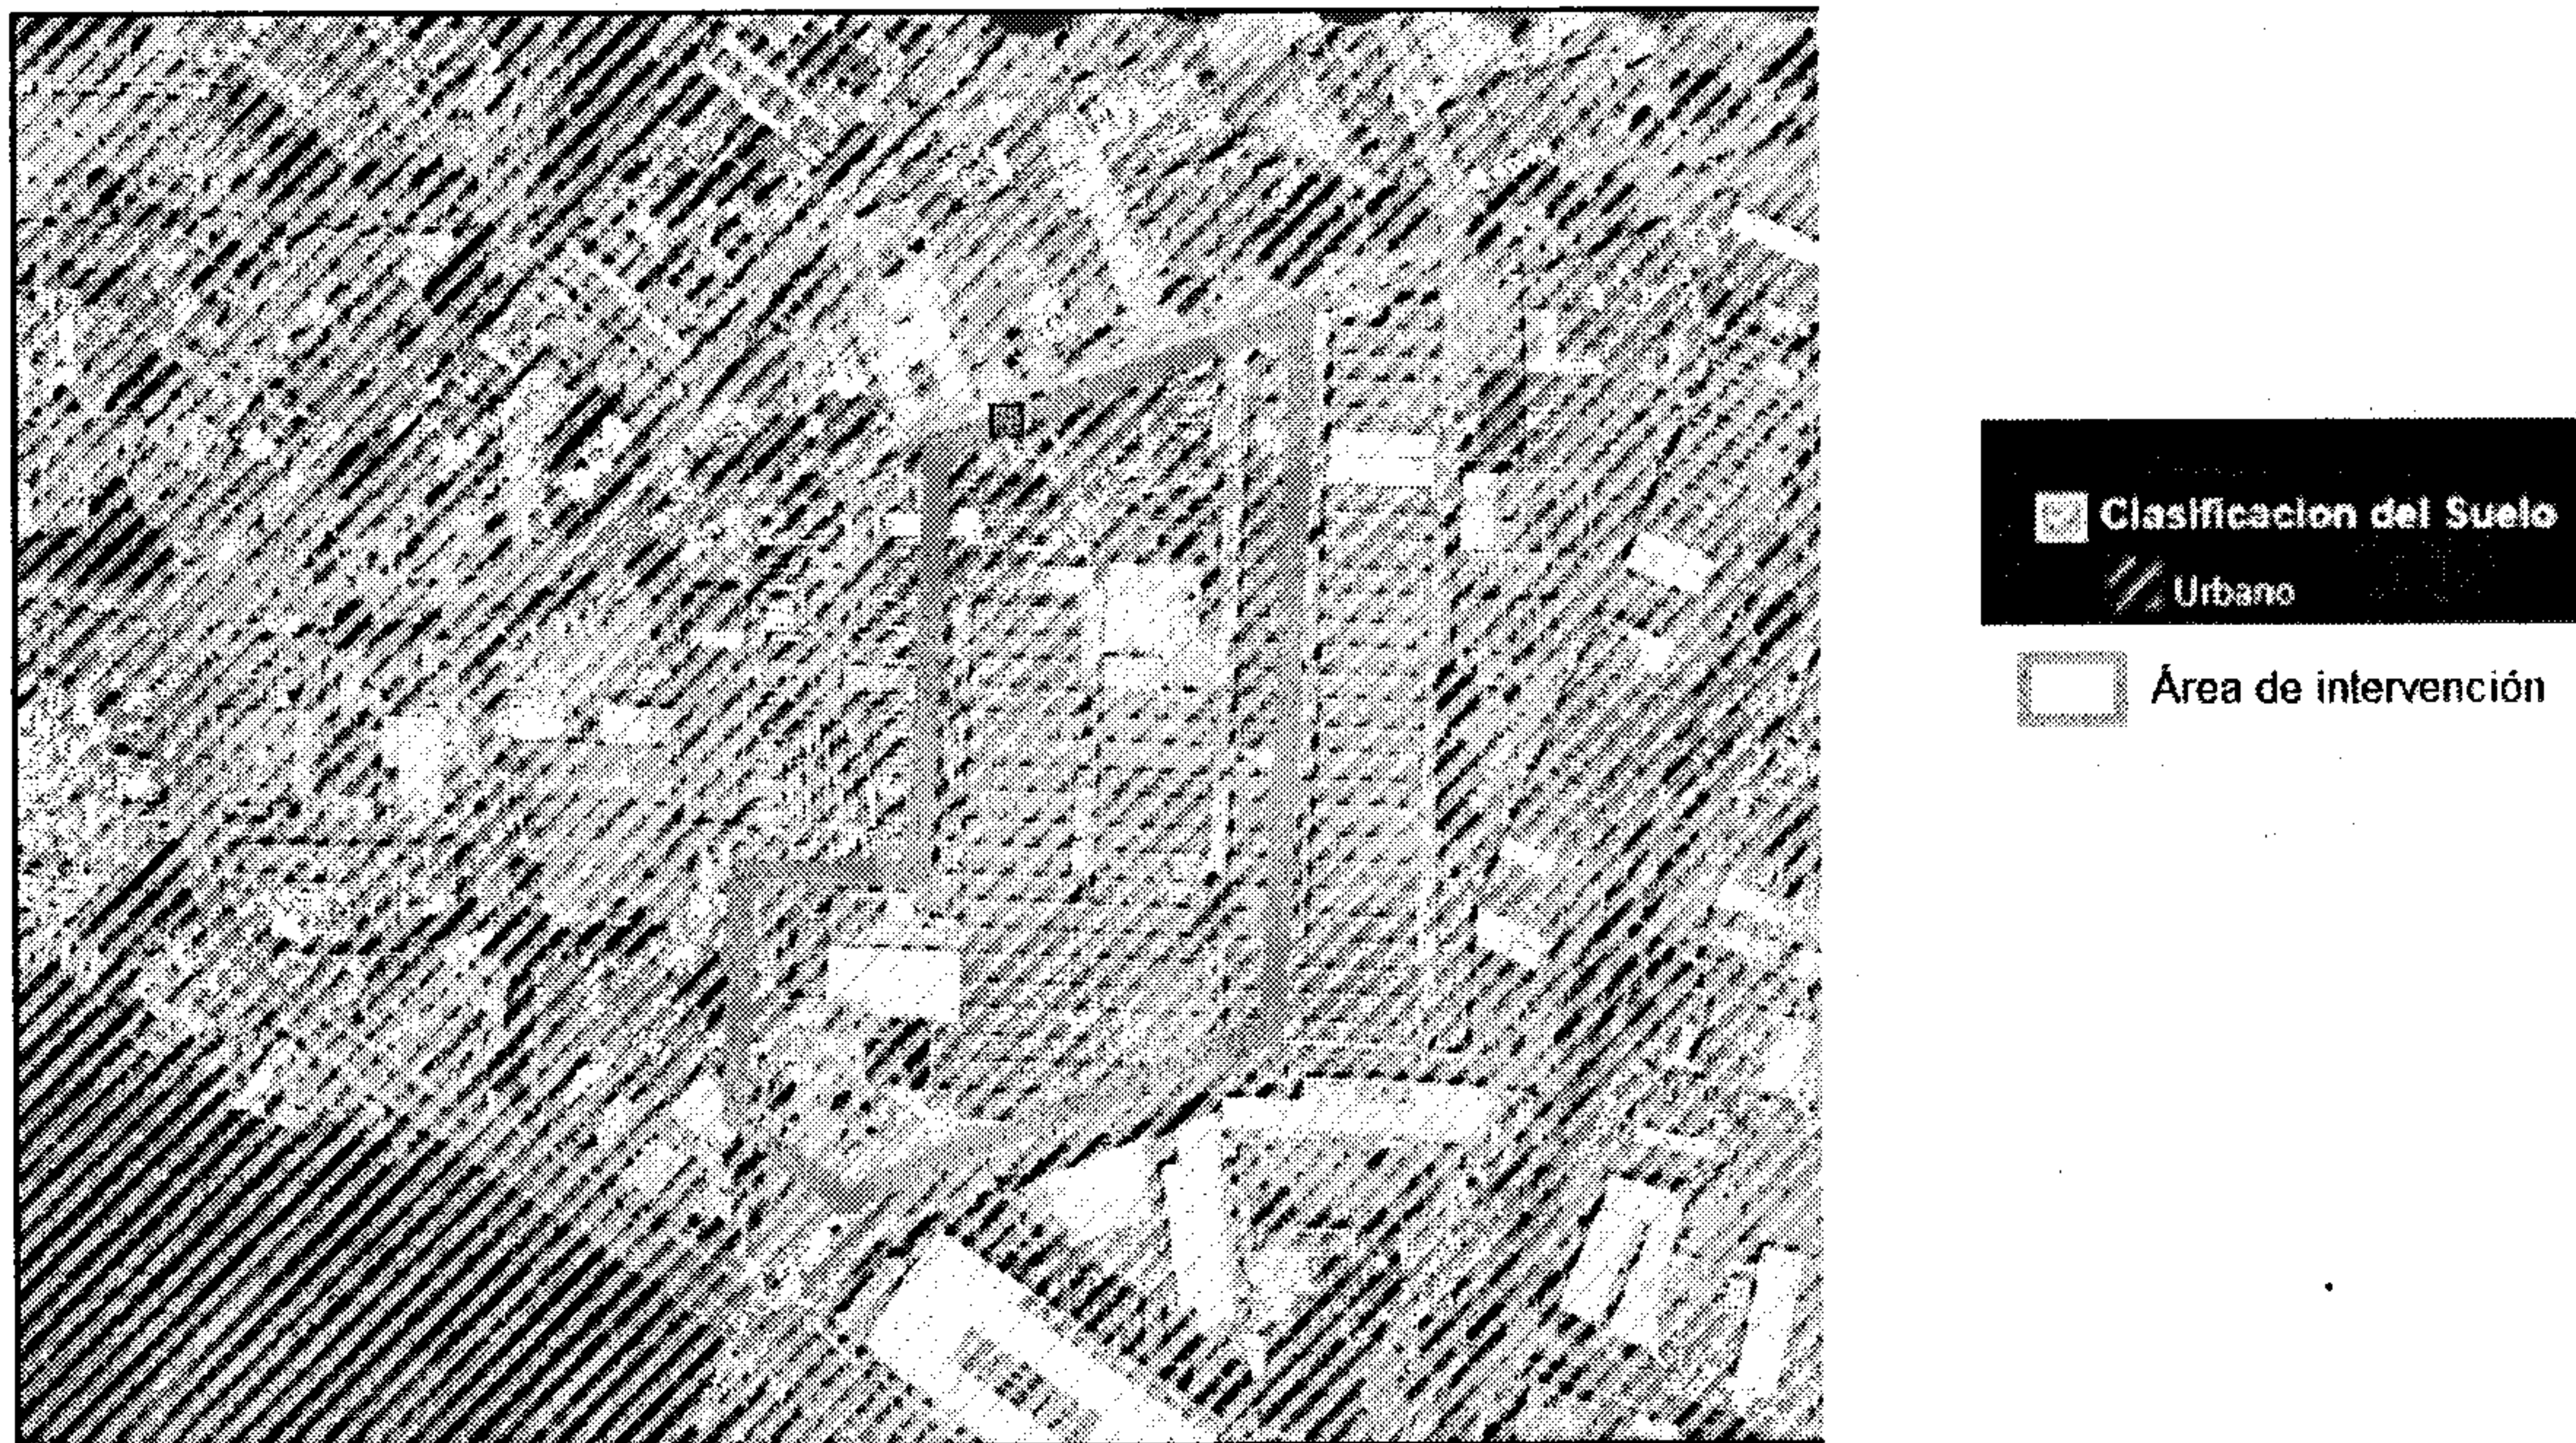 Clasificacion del Suelo
Urbano
Área de intervención